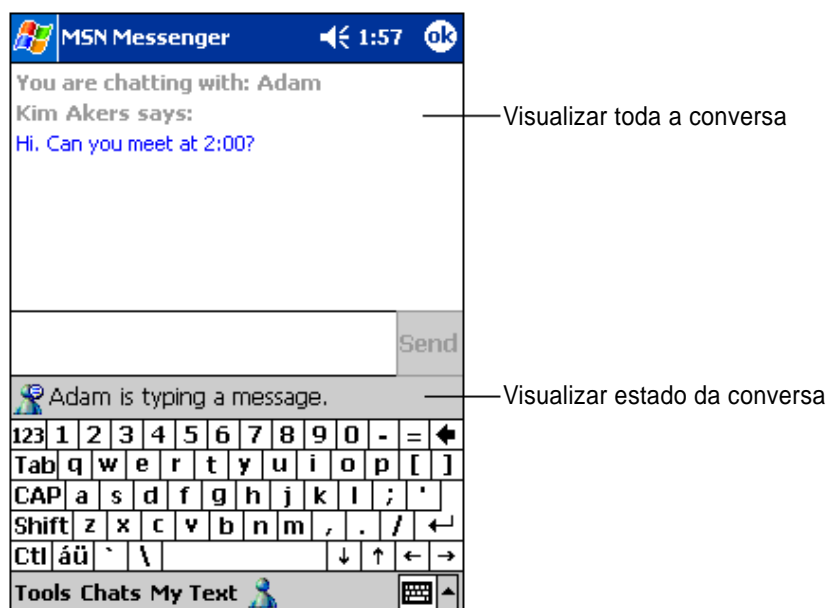 MSN Messenger 1:57 ok
You are chatting with: Adam
Kim Akers says:
Visualizar toda a conversa
Hi. Can you meet at 2:00?
Send
Adam is typing a message.
Visualizar estado da conversa
123 1 2 3 4 5 6 7 8 9 0 - =
Tab q w e r t y u i o p [ ]
CAP a s d f g h j k l ; '
Shift z x c v b n m , . /
Ctl áü ` \
Tools Chats My Text